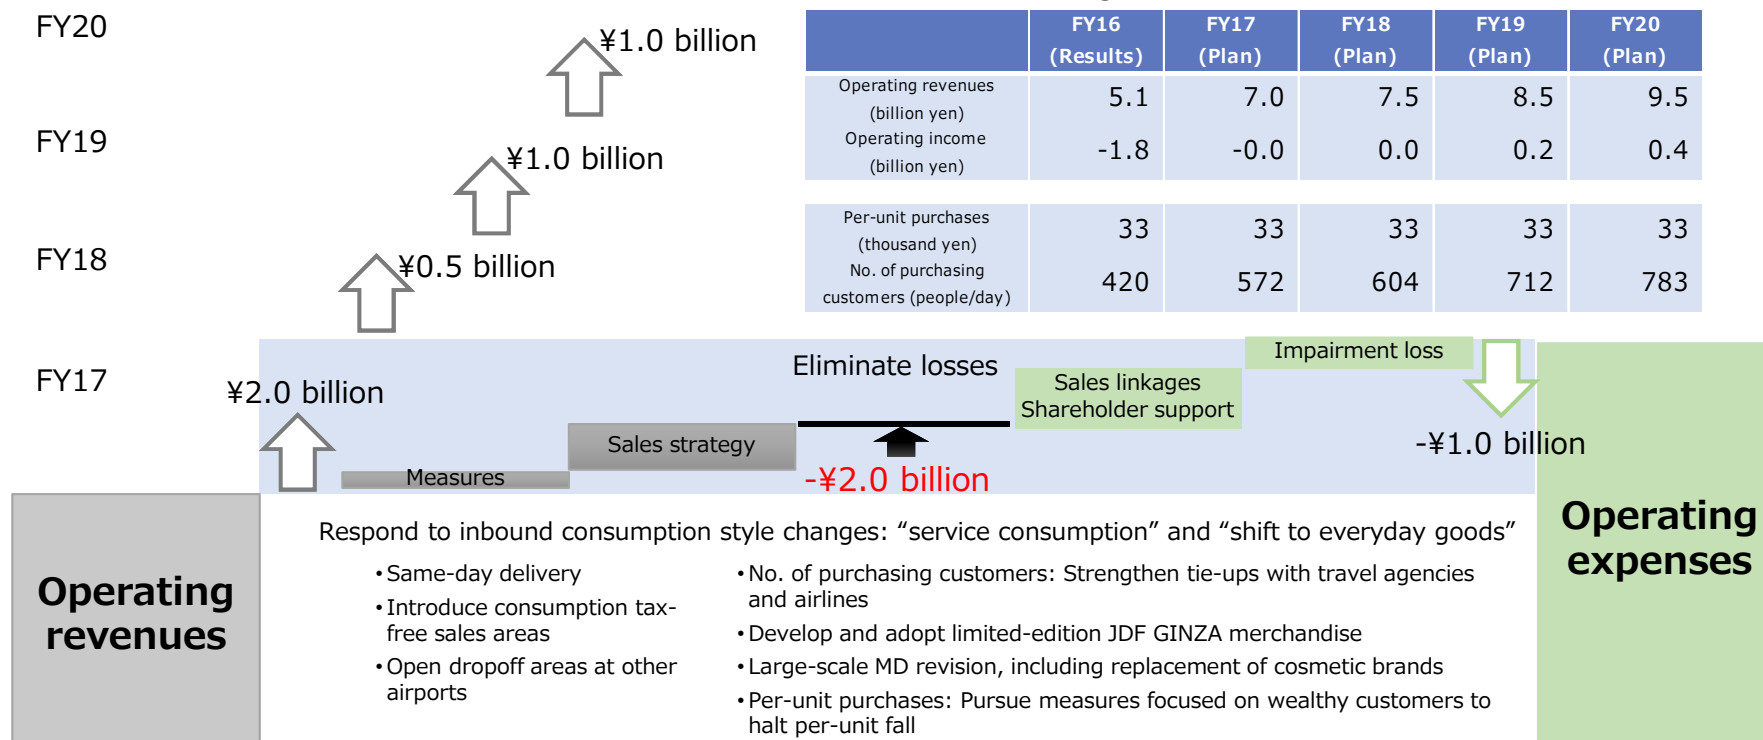 FY20
¥1.0 billion
FY19
¥1.0 billion
FY18
¥0.5 billion
FY16 FY17 FY18 FY19 FY20
(Results) (Plan) (Plan) (Plan) (Plan)
Operating revenues
(billion yen)
5.1 7.0 7.5 8.5 9.5
Operating income
(billion yen)
-1.8 -0.0 0.0 0.2 0.4
Per-unit purchases
(thousand yen)
33 33 33 33 33
No. of purchasing
customers (people/day)
420 572 604 712 783
FY17
¥2.0 billion
Measures
Sales strategy
Eliminate losses
-¥2.0 billion
Sales linkages
Shareholder support
Impairment loss
-¥1.0 billion
Operating
revenues
Operating
expenses
Respond to inbound consumption style changes: “service consumption” and “shift to everyday goods”
•Same-day delivery
•Introduce consumption tax-
free sales areas
•Open dropoff areas at other
airports
•No. of purchasing customers: Strengthen tie-ups with travel agencies
and airlines
•Develop and adopt limited-edition JDF GINZA merchandise
•Large-scale MD revision, including replacement of cosmetic brands
•Per-unit purchases: Pursue measures focused on wealthy customers to
halt per-unit fall